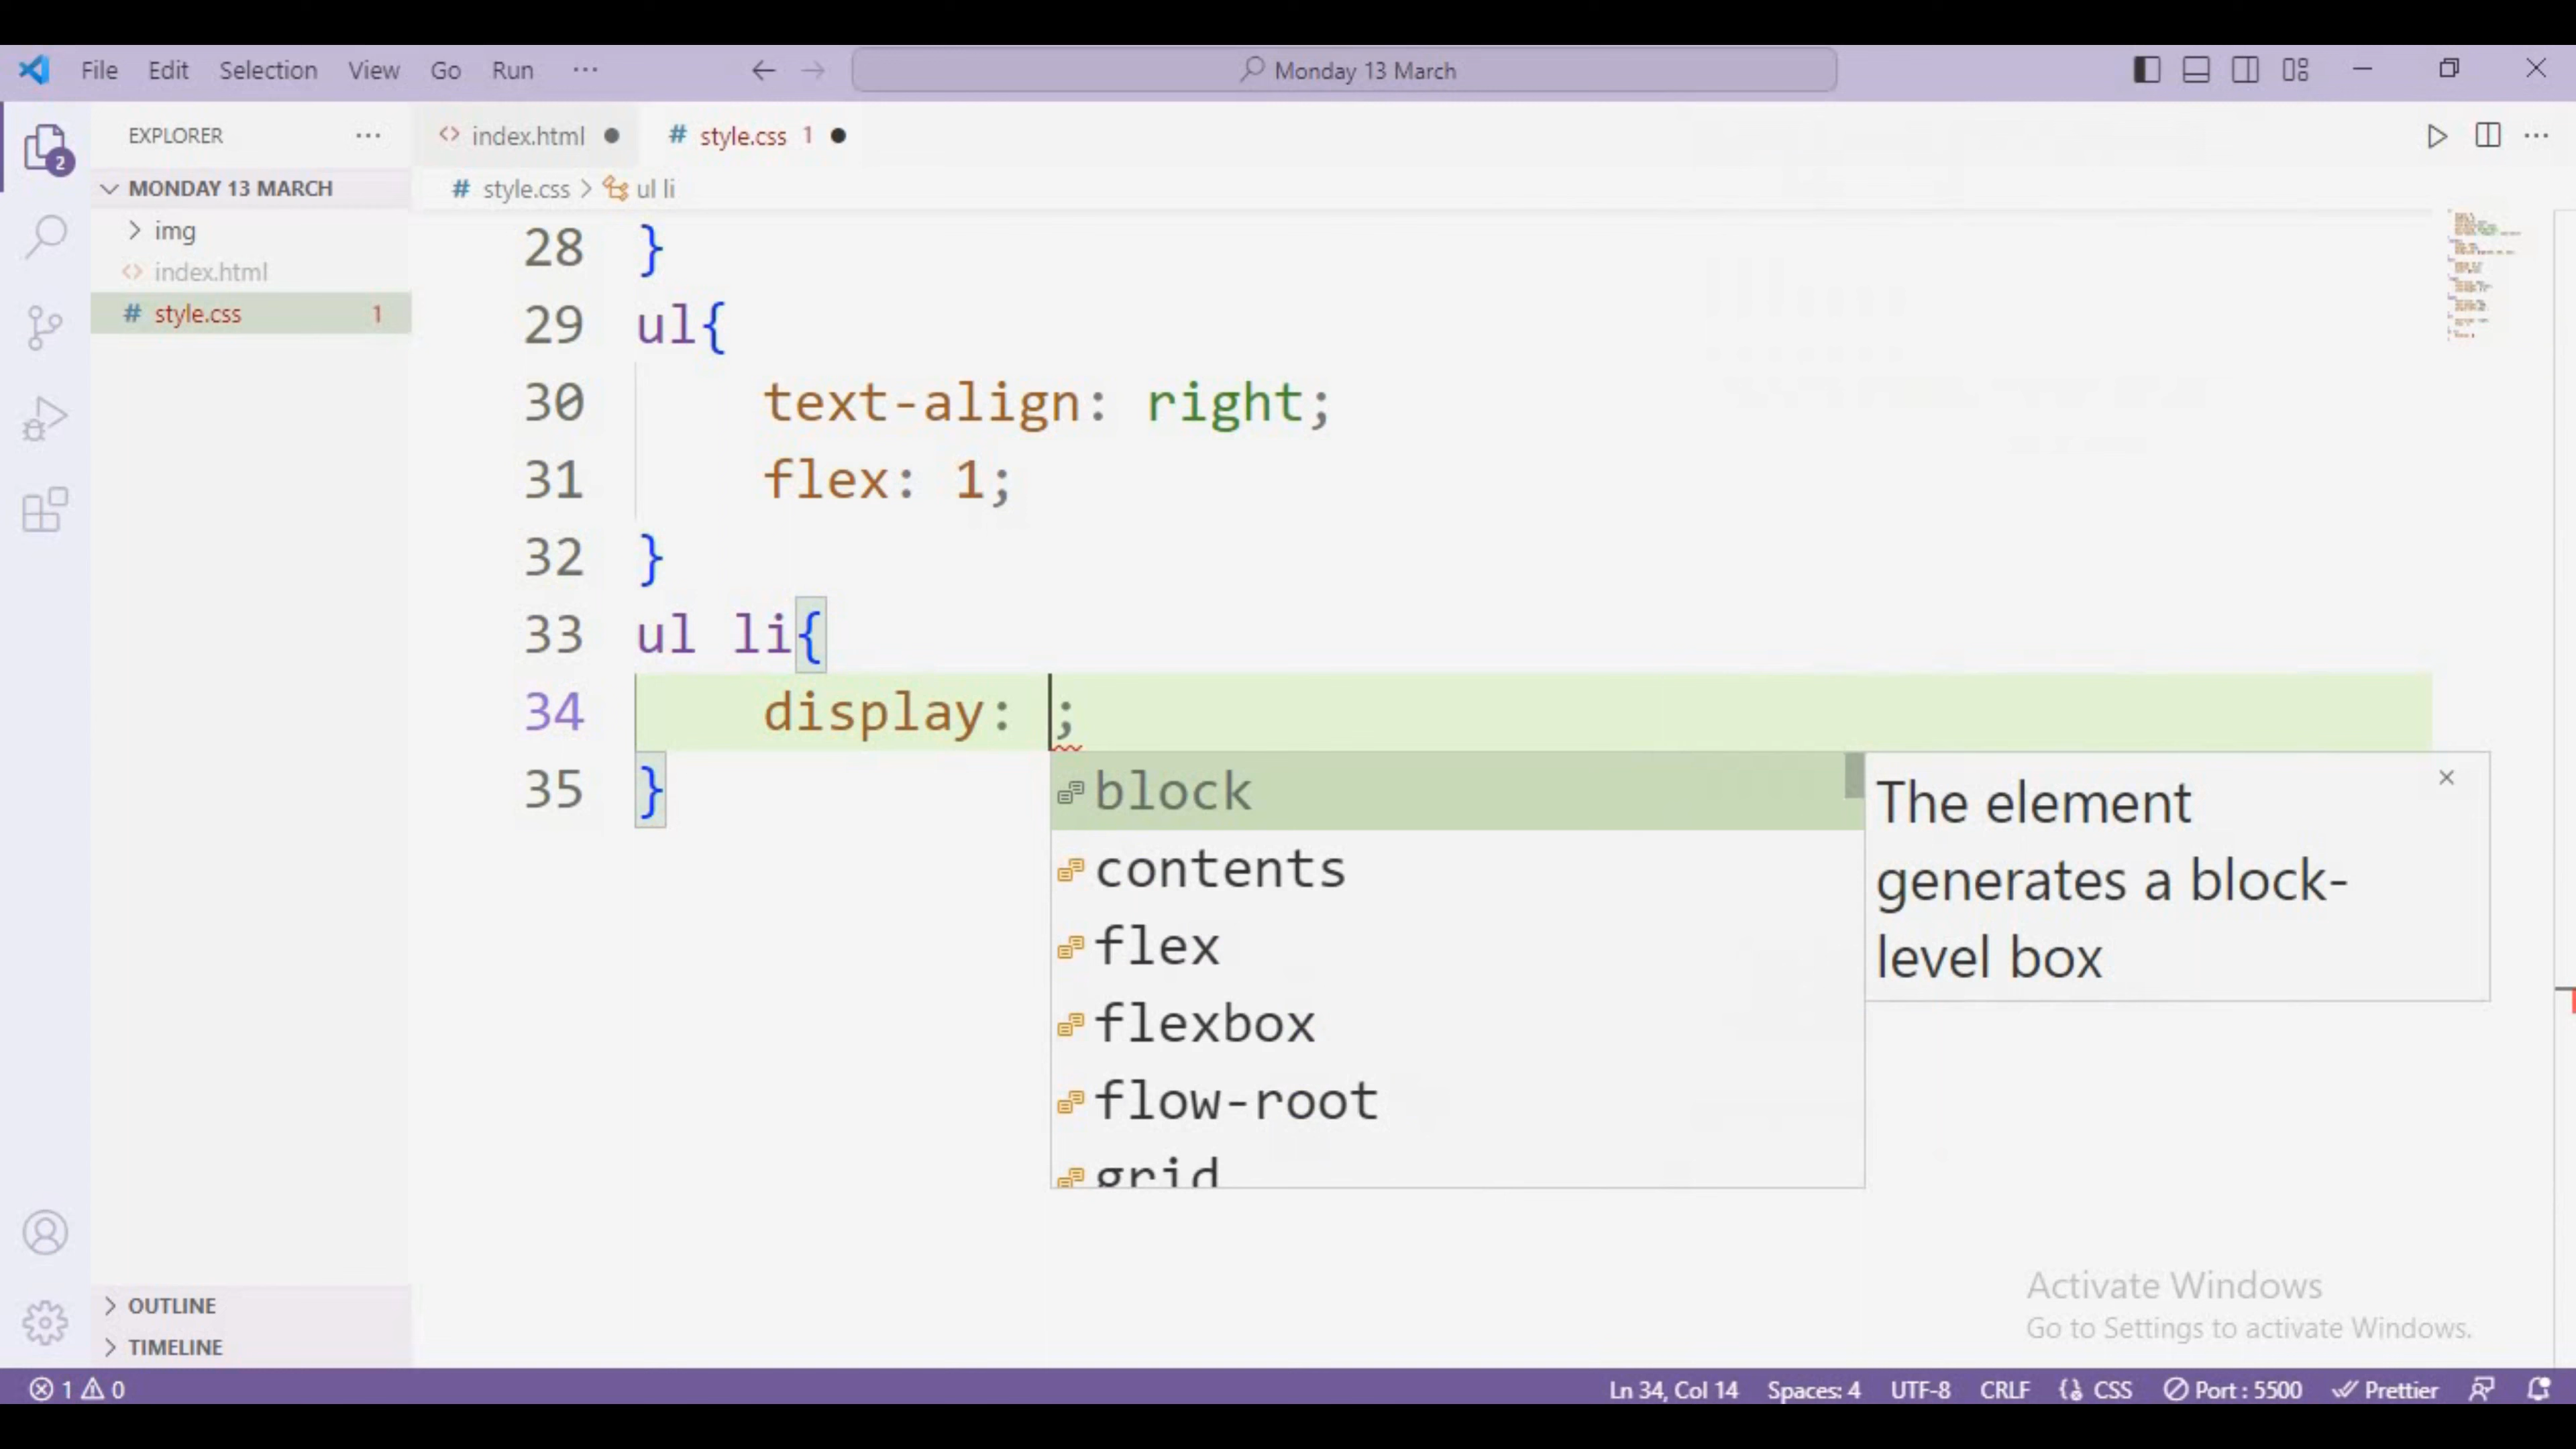 File Edit Selection View Go Run ··· Monday 13 March
EXPLORER ···
index.html
# style.css 1
2
MONDAY 13 MARCH
# style.css > ul li
img
index.html
# style.css 1
28 }
29 ul{
30 text-align: right;
31 flex: 1;
32 }
33 ul li{
34 display: ;
35 }
block
contents
flex
flexbox
flow-root
grid
The element
generates a block-
level box
Activate Windows
Go to Settings to activate Windows.
OUTLINE
TIMELINE
1 0
Ln 34, Col 14 Spaces: 4 UTF-8 CRLF CSS Port : 5500 Prettier